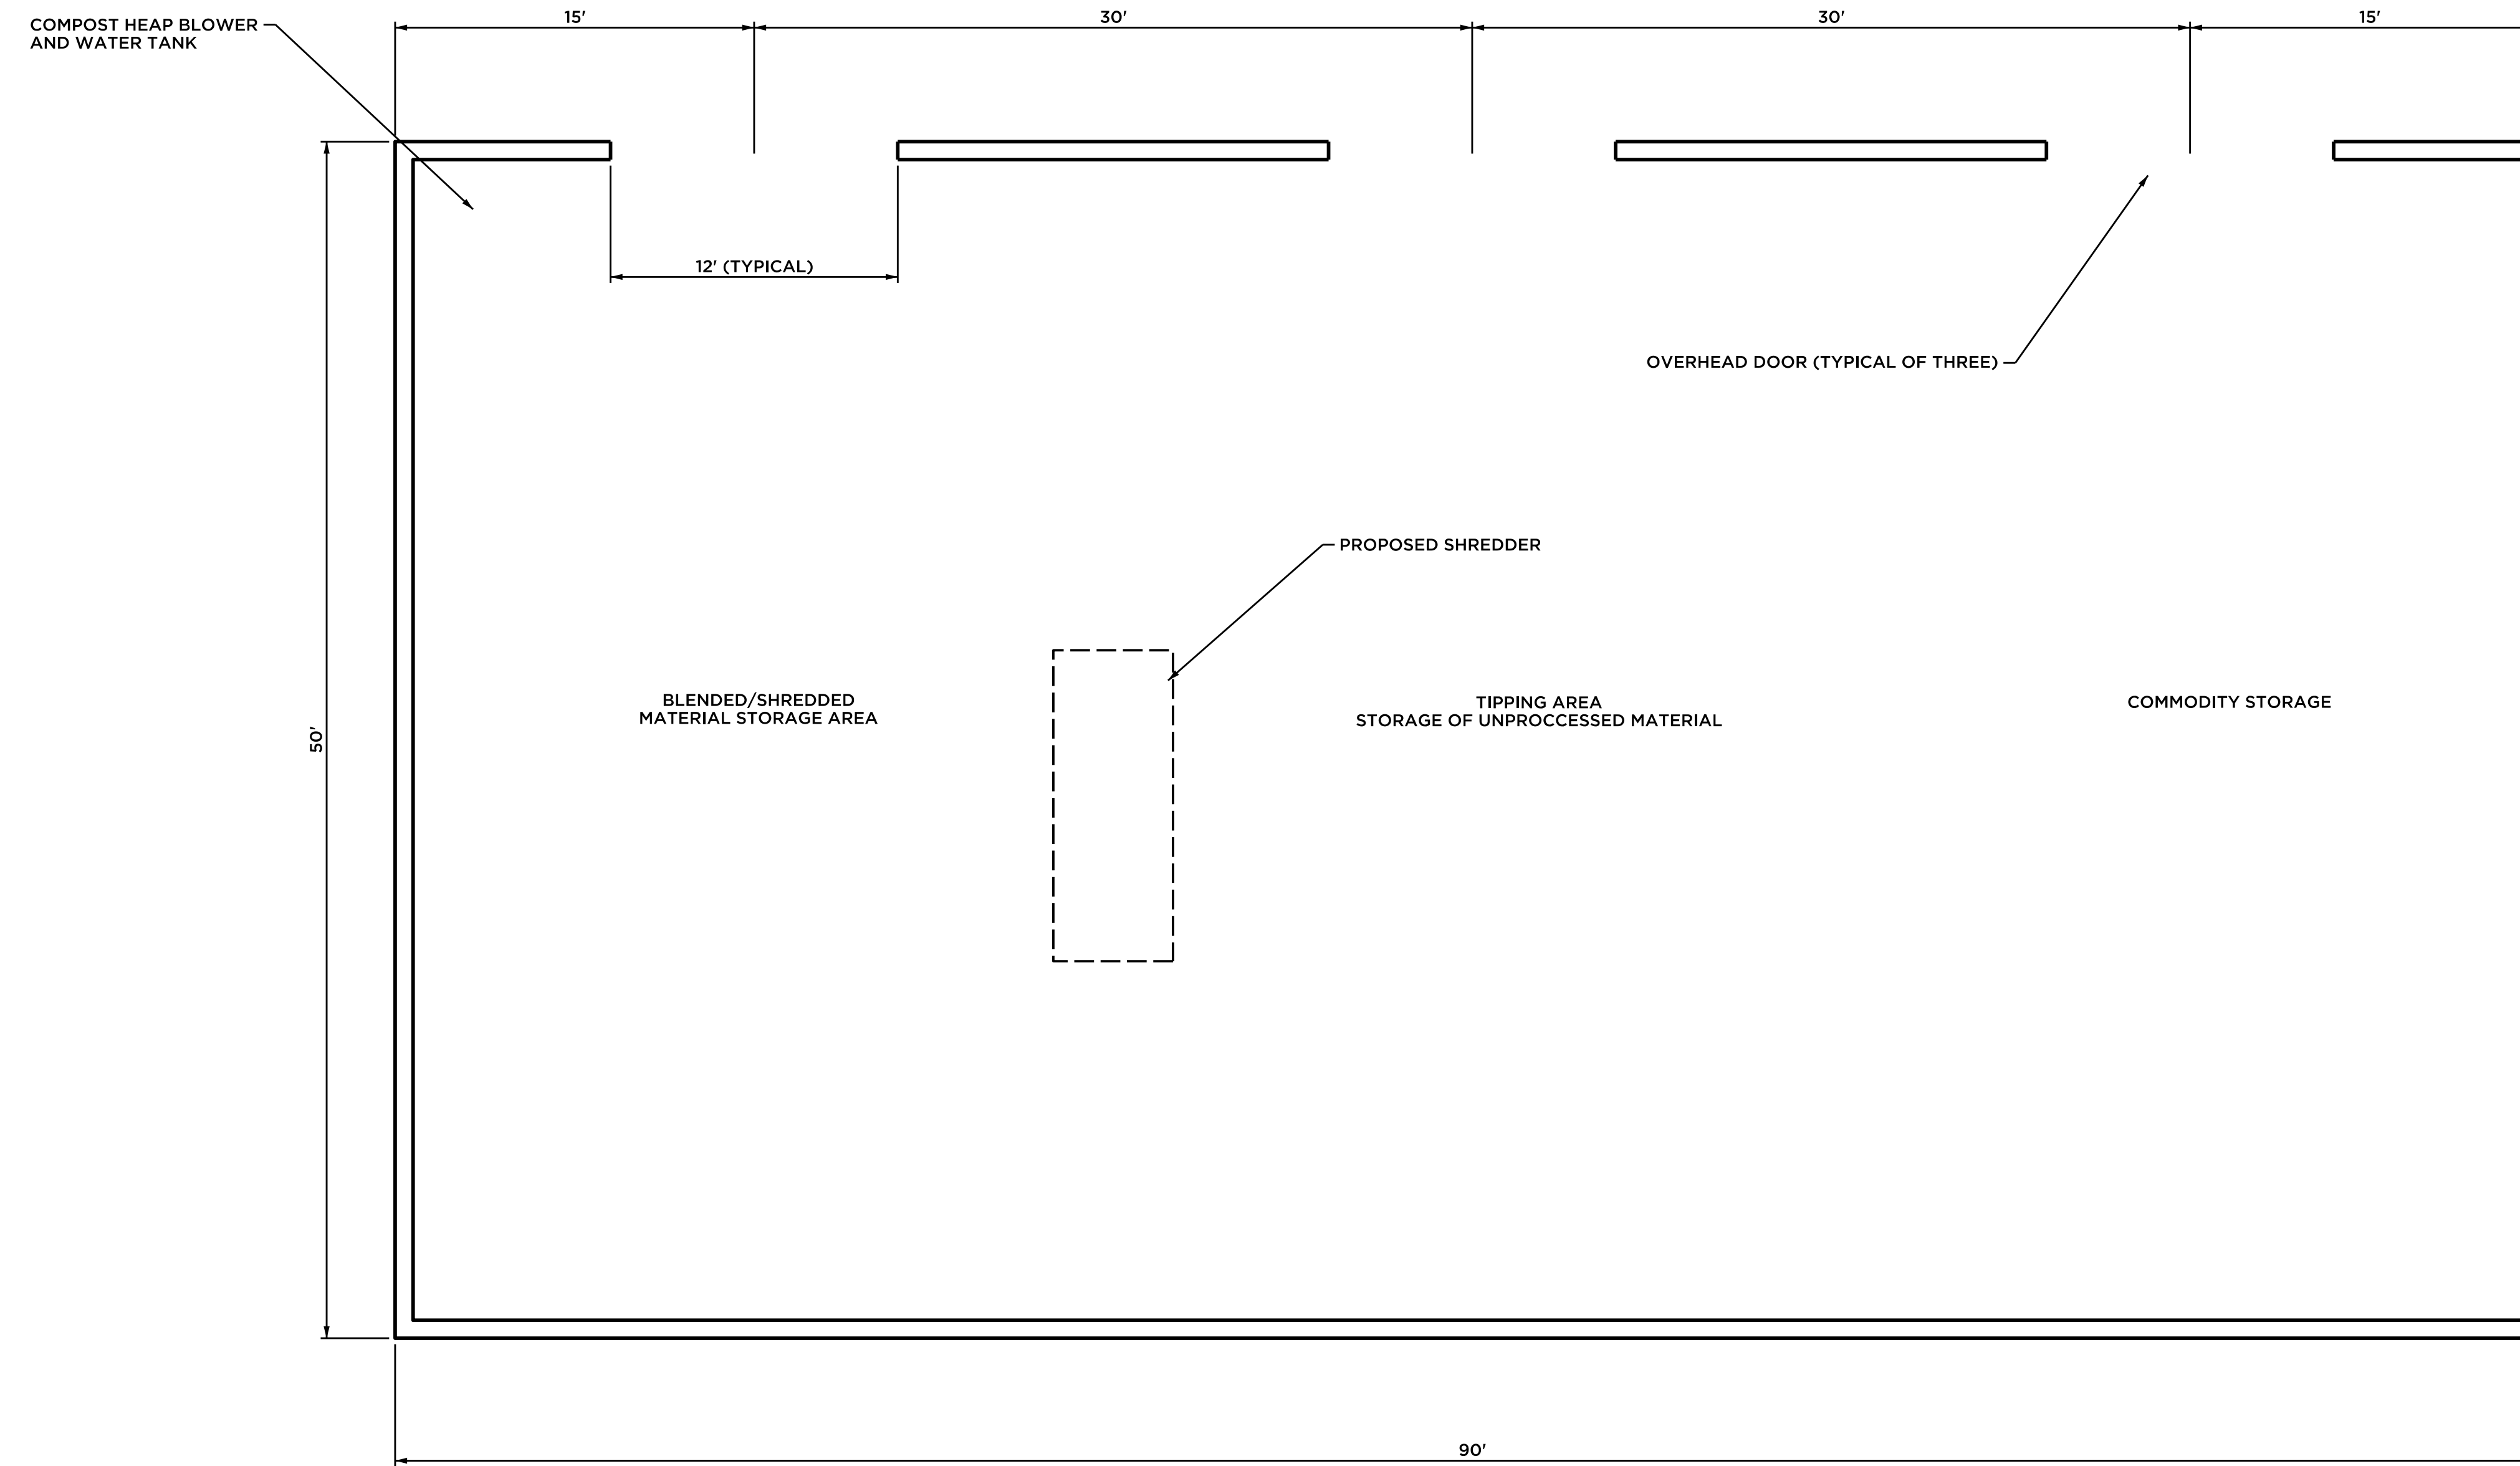 COMPOST HEAP BLOWER
AND WATER TANK
15'
30'
30'
15'
12' (TYPICAL)
OVERHEAD DOOR (TYPICAL OF THREE)
PROPOSED SHREDDER
BLENDED/SHREDDED
MATERIAL STORAGE AREA
TIPPING AREA
STORAGE OF UNPROCCESSED MATERIAL
COMMODITY STORAGE
50'
90'